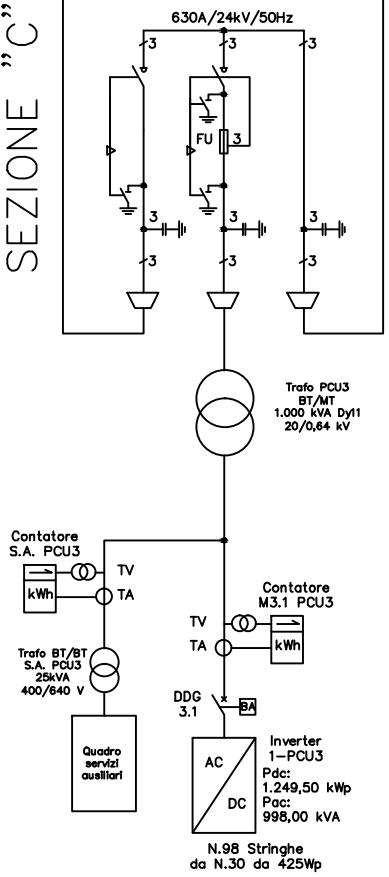 SEZIONE "C"
630A/24kV/50Hz
3
3
3
FU
3
3
3
3
3
3
3
Trafo PCU3
BT/MT
1.000 kVA Dy11
20/0,64 kV
Contatore
S.A. PCU3
TV
kWh
TA
Contatore
M3.1 PCU3
TV
TA
kWh
Trafo BT/BT
S.A. PCU3
25kVA
400/640 V
DDG
3.1
BA
Quadro
servizi
ausiliari
AC
DC
Inverter
1-PCU3
Pdc:
1.249,50 kWp
Pac:
998,00 kVA
N.98 Stringhe
da N.30 da 425Wp